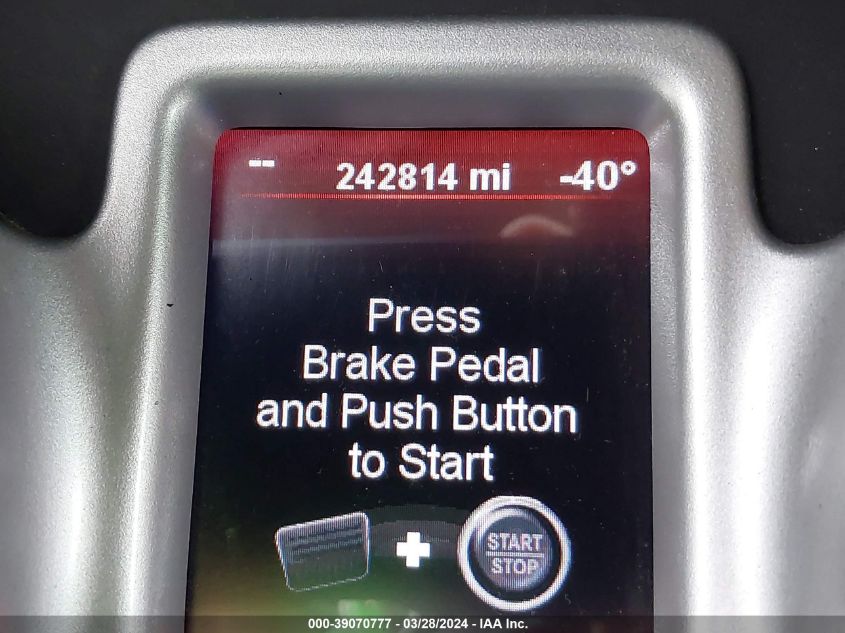 -- 242814 mi -40°
Press
Brake Pedal
and Push Button
to Start
START
STOP
000-39070777 - 03/28/2024 - IAA Inc.